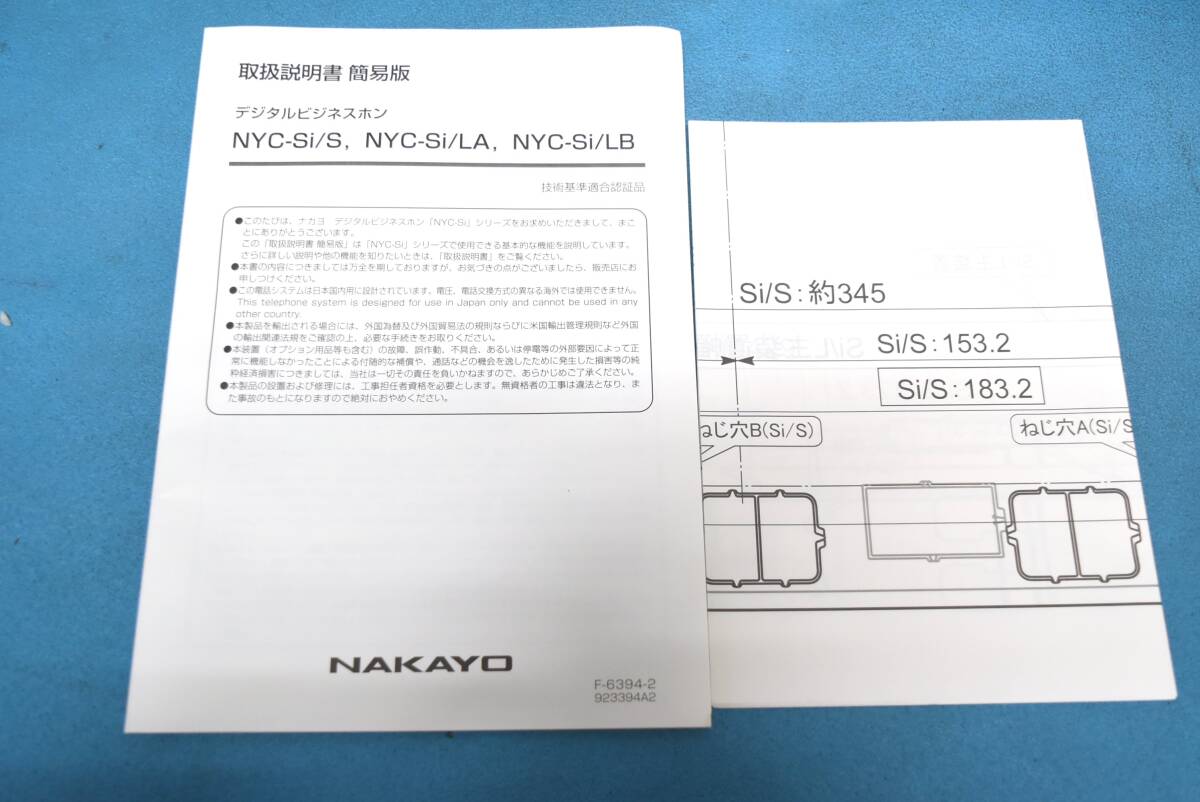 取扱説明書 簡易版
デジタルビジネスホン
NYC-Si/S, NYC-Si/LA, NYC-Si/LB
技術基準適合認証品
●このたびは、ナカヨ デジタルビジネスホン「NYC-Si」シリーズをお求めいただきまして、まこ
とにありがとうございます。
この「取扱説明書 簡易版」は「NYC-Si」シリーズで使用できる基本的な機能を説明しています。
さらに詳しい説明や他の機能を知りたいときは、「取扱説明書」をご覧ください。
●本書の内容につきましては万全を期しておりますが、お気づきの点がございましたら、販売店にお
申しつけください。
●この電話システムは日本国内用に設計されています。電圧、電話交換方式の異なる海外では使用できません。
This telephone system is designed for use in Japan only and cannot be used in any
other country.
●本製品を輸出される場合には、外国為替及び外国貿易法の規則ならびに米国輸出管理規則など外国
の輸出関連法規をご確認の上、必要な手続きをお取りください。
●本装置（オプション用品等も含む）の故障、誤動作、不具合、あるいは停電等の外部要因によって正
常に機能しなかったことによる付随的な補償や、通話などの機会を逸したために発生した損害等の純
粋経済損害につきましては、当社は一切その責任を負いかねますので、あらかじめご了承ください。
●本製品の設置および修理には、工事担任者資格を必要とします。無資格者の工事は違法となり、ま
た事故のもとになりますので絶対におやめください。
NAKAYO
F-6394-2
923394A2
Si/S:約345
Si/S:153.2
Si/S:183.2
ねじ穴B(Si/S)
ねじ穴A(Si/S